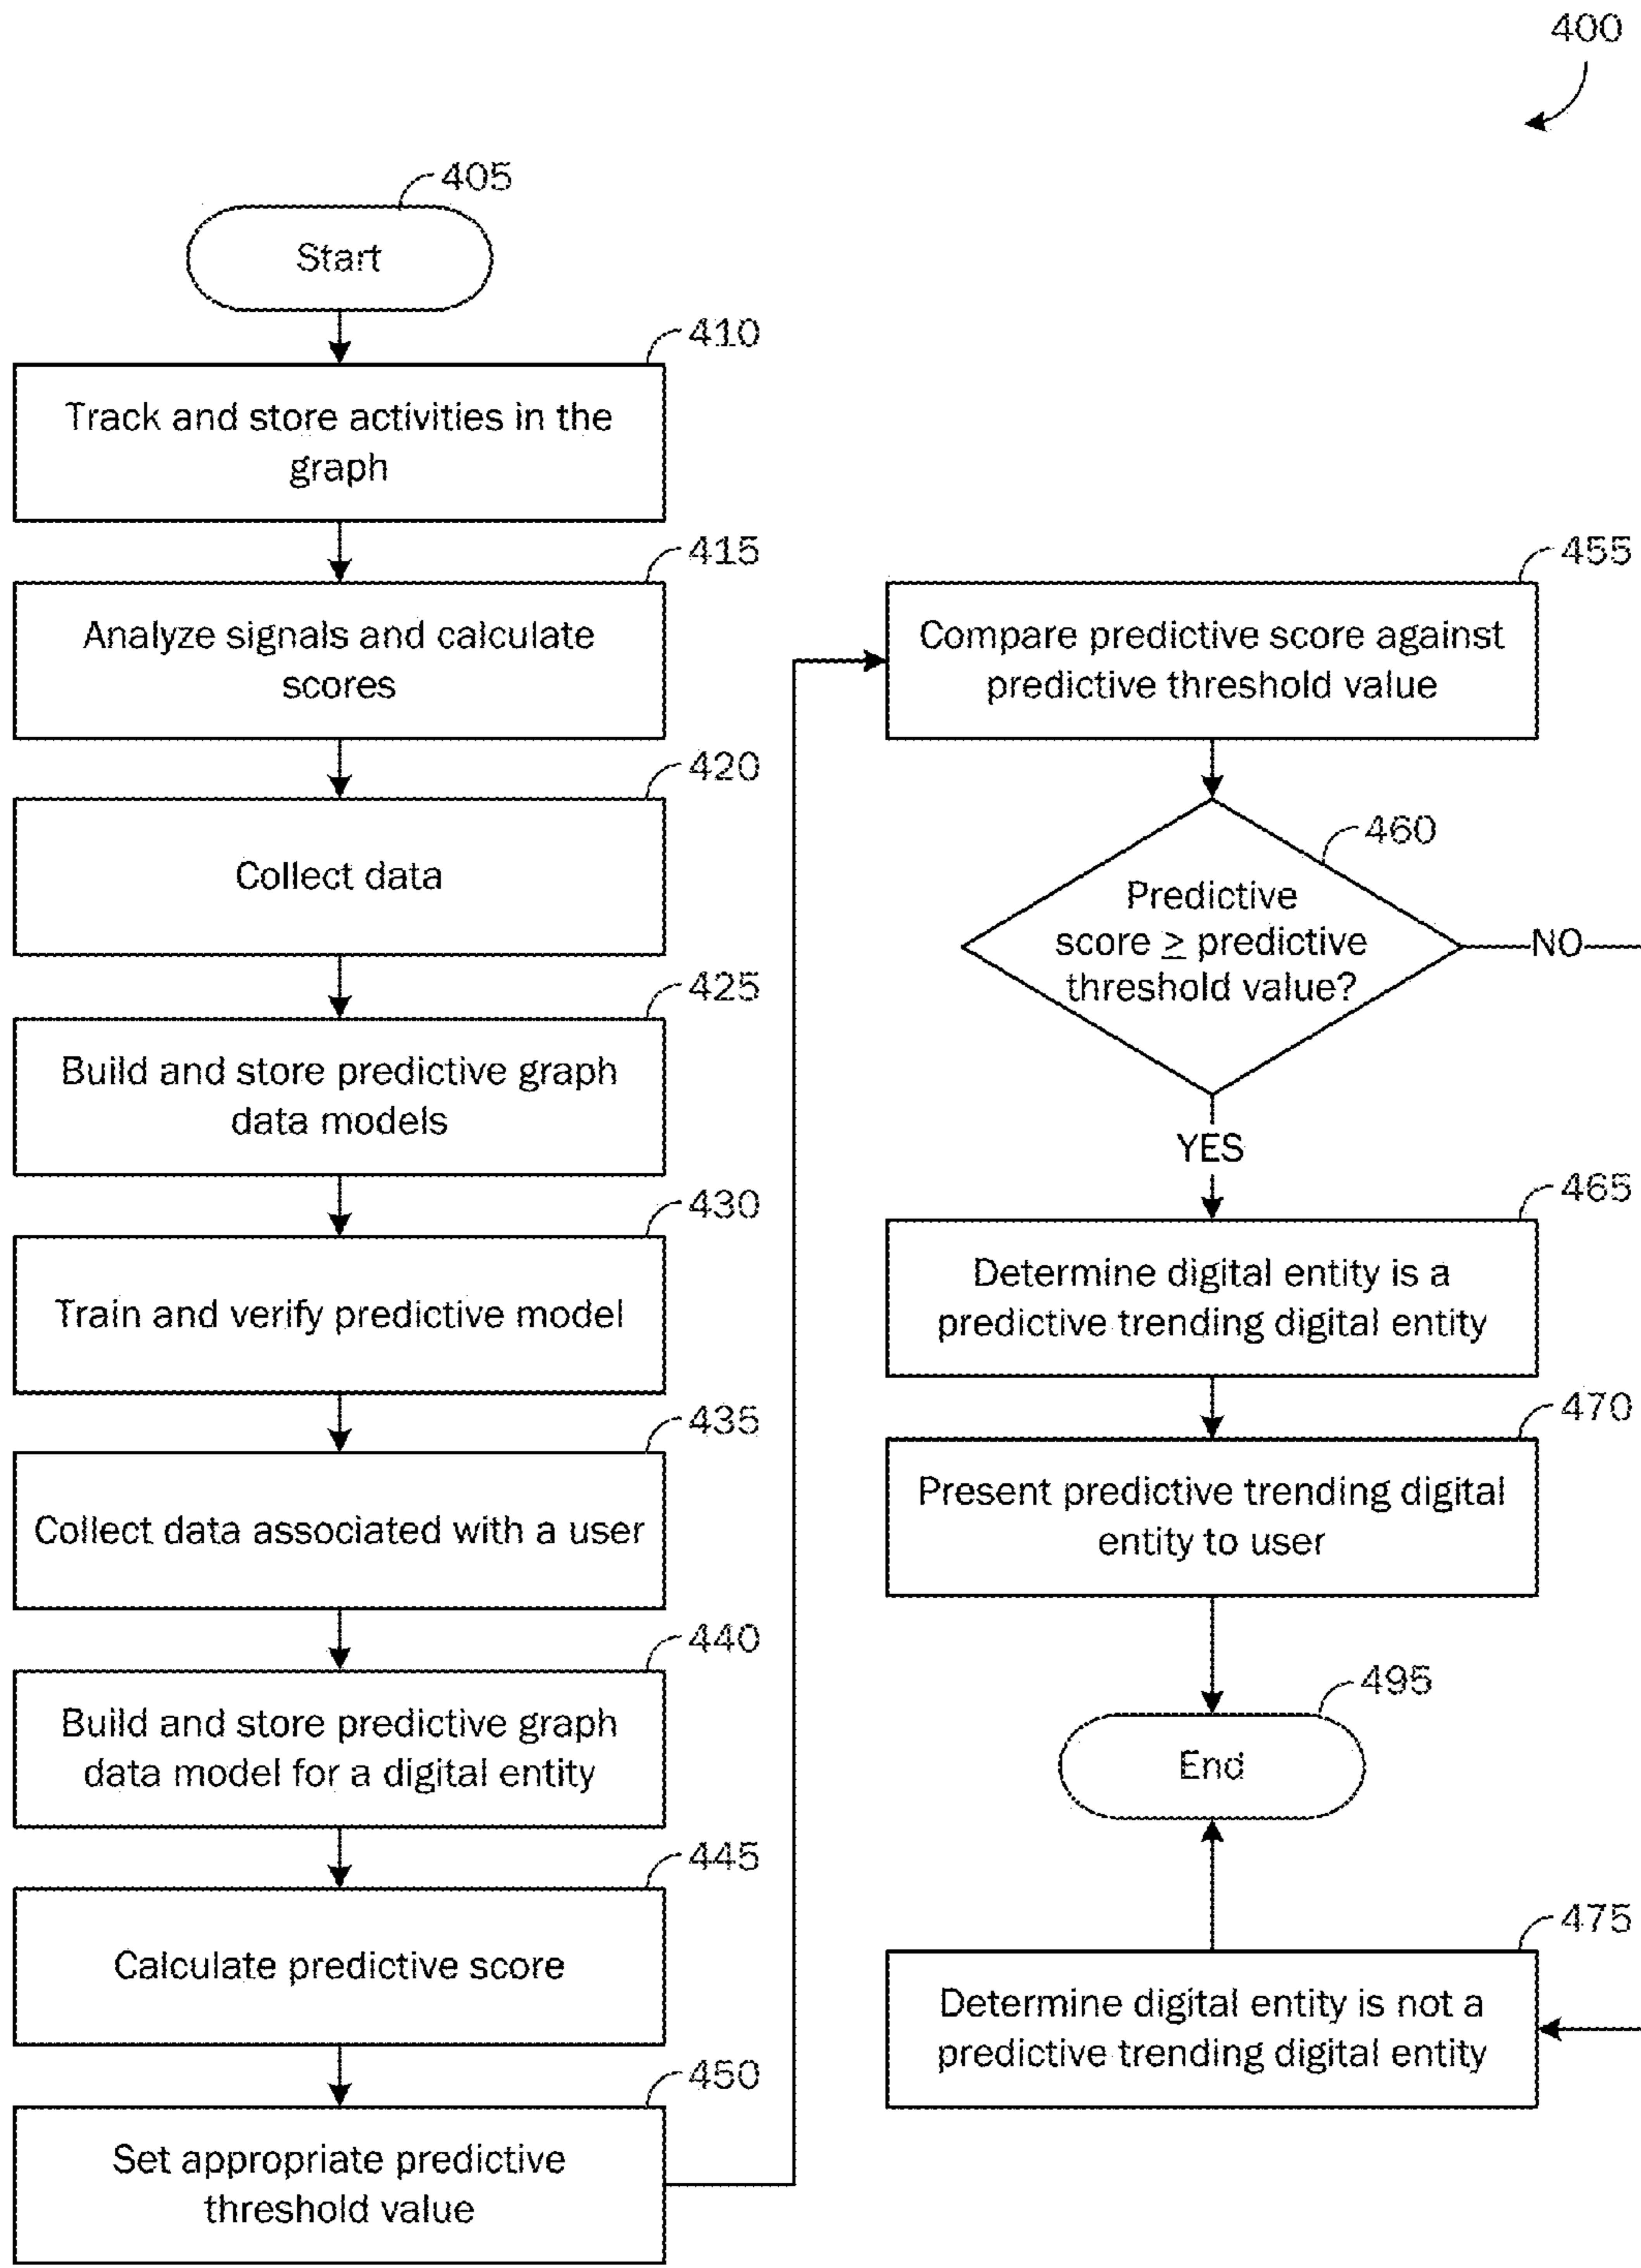 400
405
Start
410
Track and store activities in the
graph
415
Analyze signals and calculate
scores
420
Collect data
425
Build and store predictive graph
data models
430
Train and verify predictive model
435
Collect data associated with a user
440
Build and store predictive graph
data model for a digital entity
445
Calculate predictive score
450
Set appropriate predictive
threshold value
455
Compare predictive score against
predictive threshold value
460
Predictive
score ≥ predictive
threshold value?
NO
YES
465
Determine digital entity is a
predictive trending digital entity
470
Present predictive trending digital
entity to user
495
End
475
Determine digital entity is not a
predictive trending digital entity